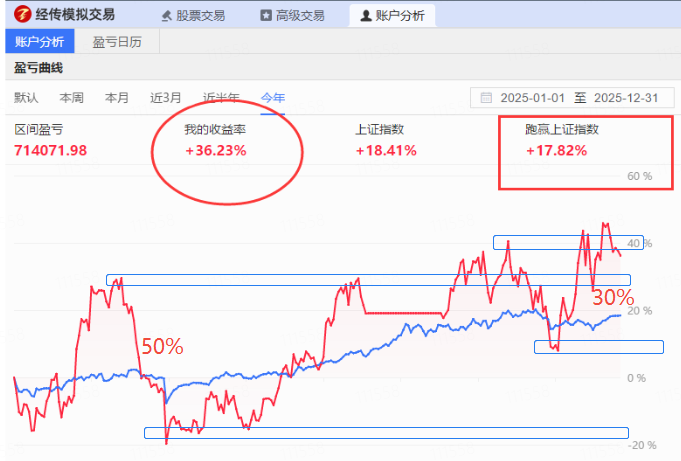 经传模拟交易 股票交易 高级交易 账户分析
账户分析 盈亏日历
盈亏曲线
默认 本周 本月 近3月 近半年 今年 2025-01-01 至 2025-12-31
区间盈亏 我的收益率 上证指数 跑赢上证指数
714071.98 +36.23% +18.41% +17.82%
60 %
40 %
30%
20 %
50%
0 %
-20 %